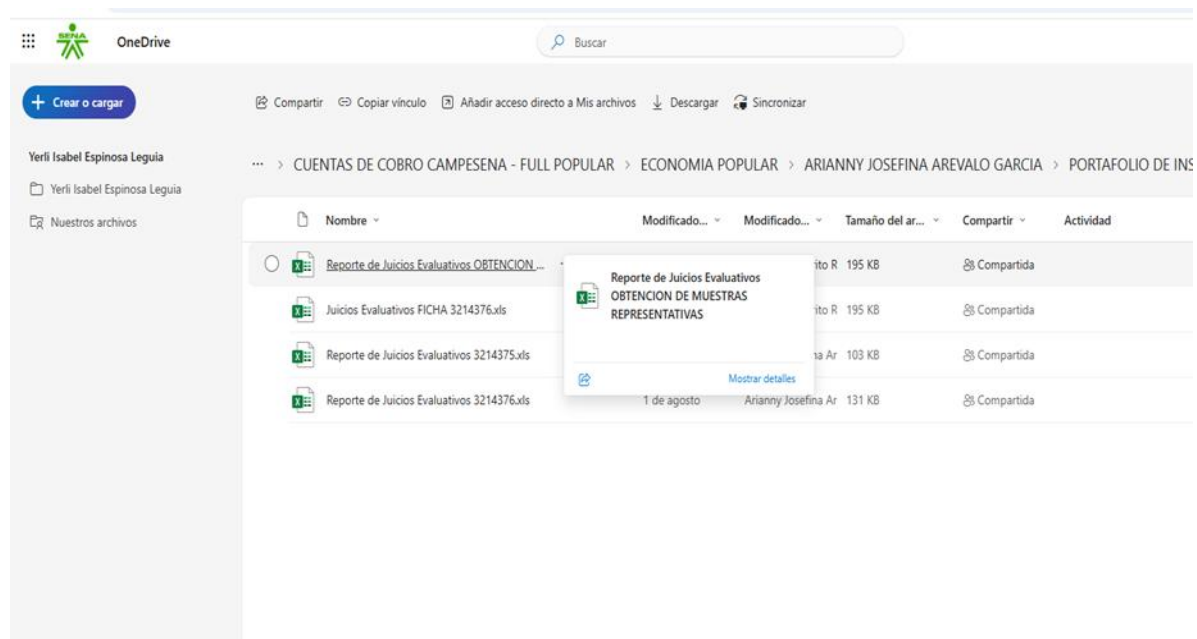 SENA
OneDrive
Buscar
Crear o cargar
Compartir Copiar vínculo Añadir acceso directo a Mis archivos Descargar Sincronizar
Yerli Isabel Espinosa Leguia
Yerli Isabel Espinosa Leguia
Nuestros archivos
... > CUENTAS DE COBRO CAMPESENA - FULL POPULAR > ECONOMIA POPULAR > ARIANNY JOSEFINA AREVALO GARCIA > PORTAFOLIO DE INS
Nombre Modificado... Modificado... Tamaño del ar... Compartir Actividad
Reporte de Juicios Evaluativos OBTENCION ... ito R 195 KB Compartida
Reporte de Juicios Evaluativos
OBTENCION DE MUESTRAS
REPRESENTATIVAS
Mostrar detalles
Juicios Evaluativos FICHA 3214376.xls ito R 195 KB Compartida
Reporte de Juicios Evaluativos 3214375.xls na Ar 103 KB Compartida
Reporte de Juicios Evaluativos 3214376.xls 1 de agosto Arianny Josefina Ar 131 KB Compartida